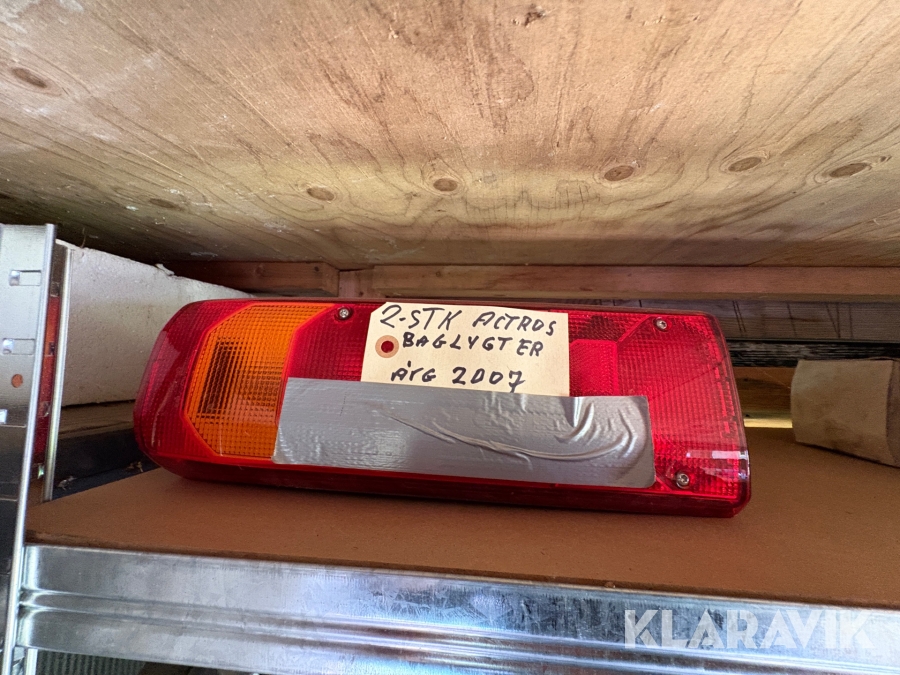 2-STK ACTROS
BAGLYGTER
ÅrG 2007
KLARAVIK